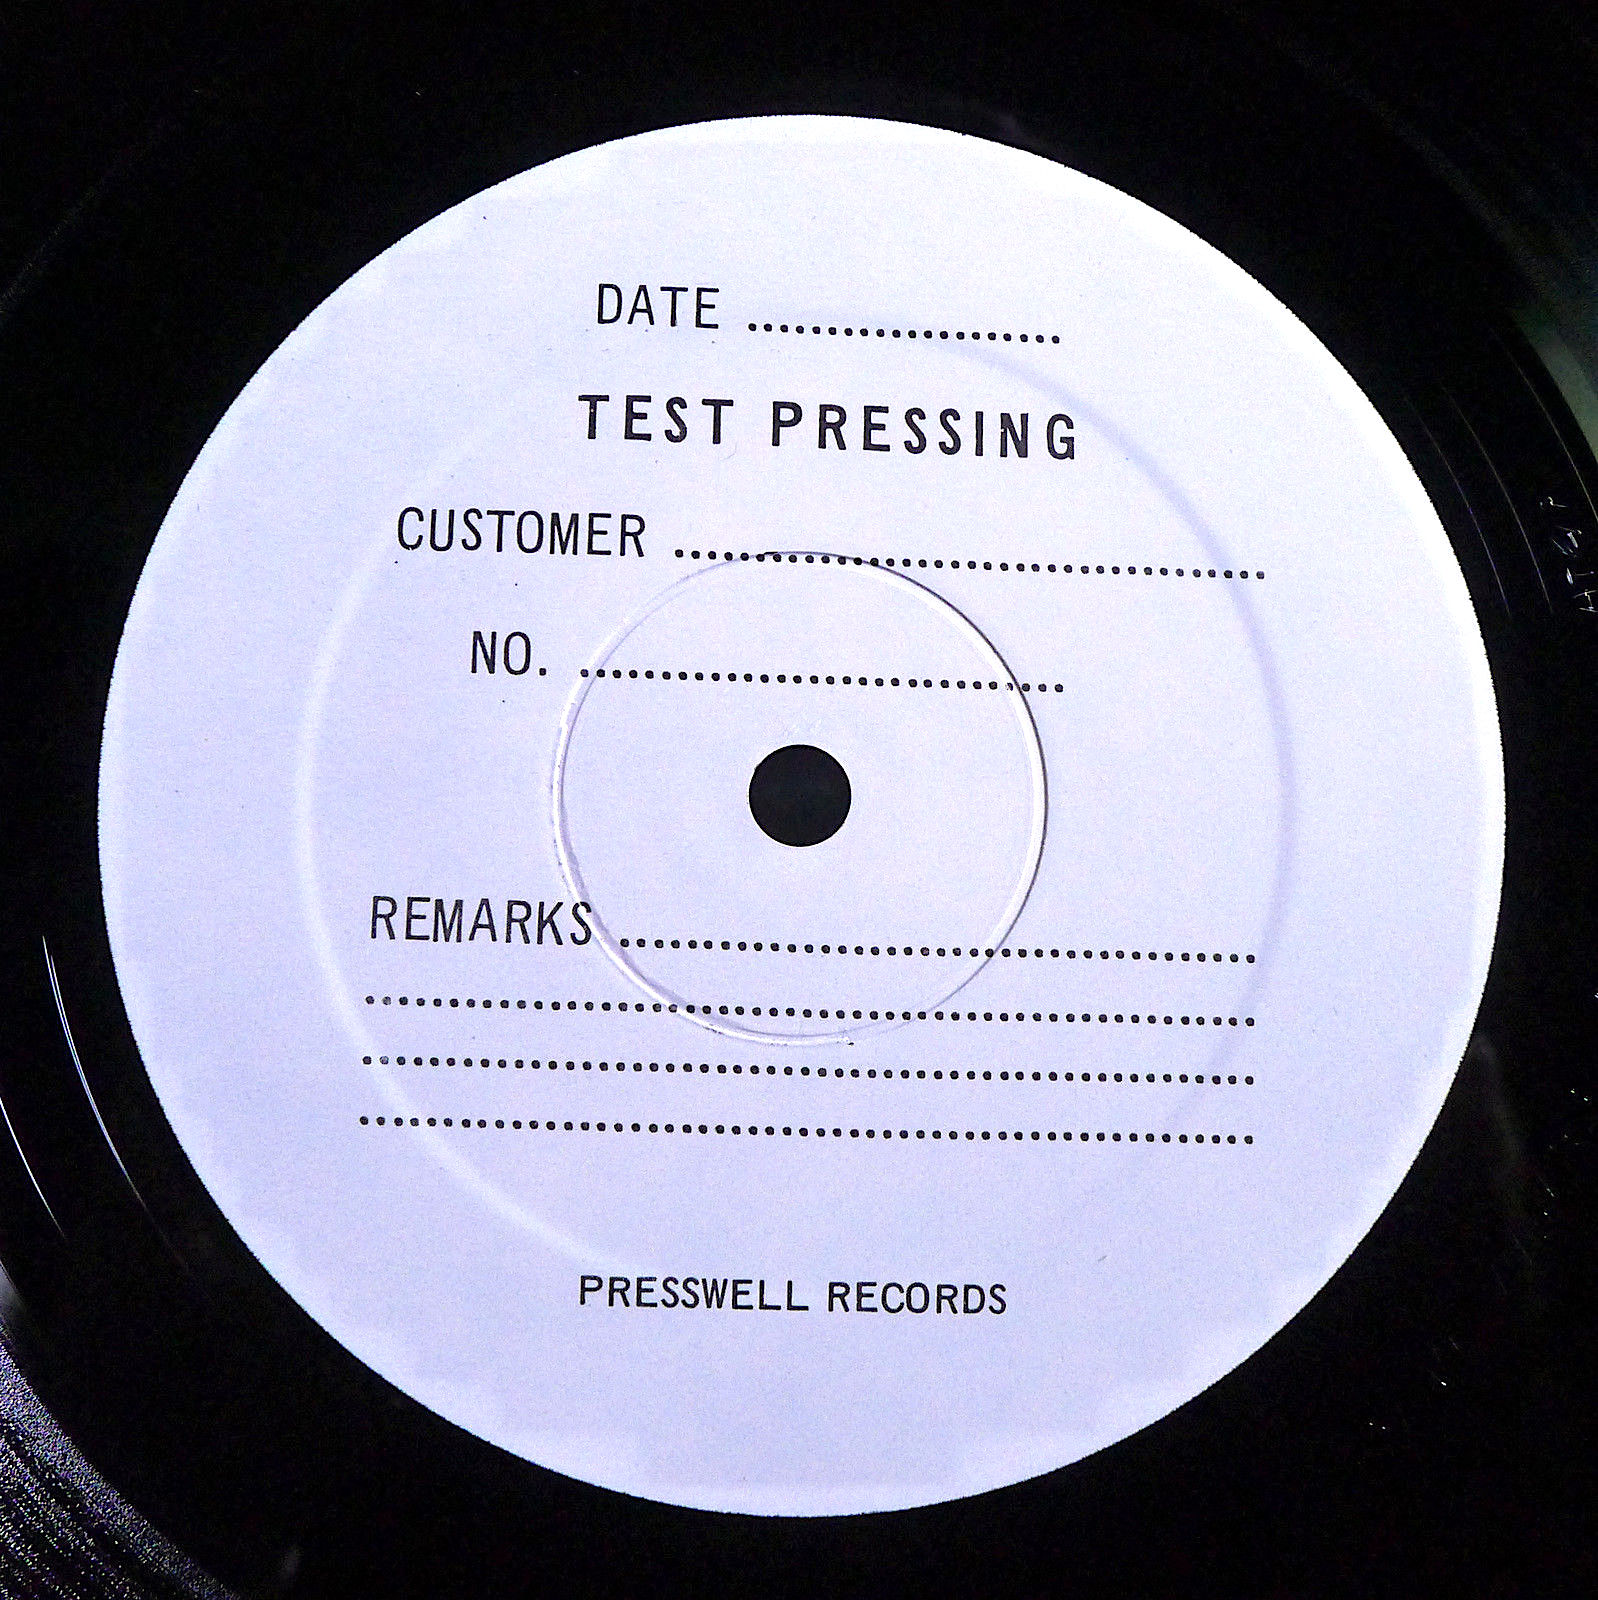 DATE ....................
TEST PRESSING
CUSTOMER ....................................
NO. ..............................
REMARKS .......................................
......................................................
......................................................
......................................................
PRESSWELL RECORDS